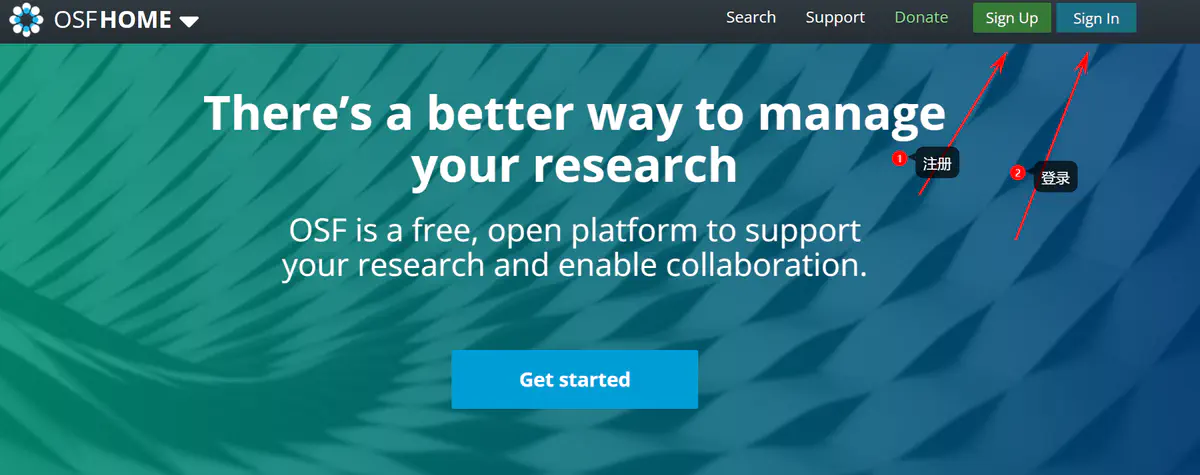 OSFHOME
Search Support Donate Sign Up Sign In
There’s a better way to manage
your research
1 注册
2 登录
OSF is a free, open platform to support
your research and enable collaboration.
Get started